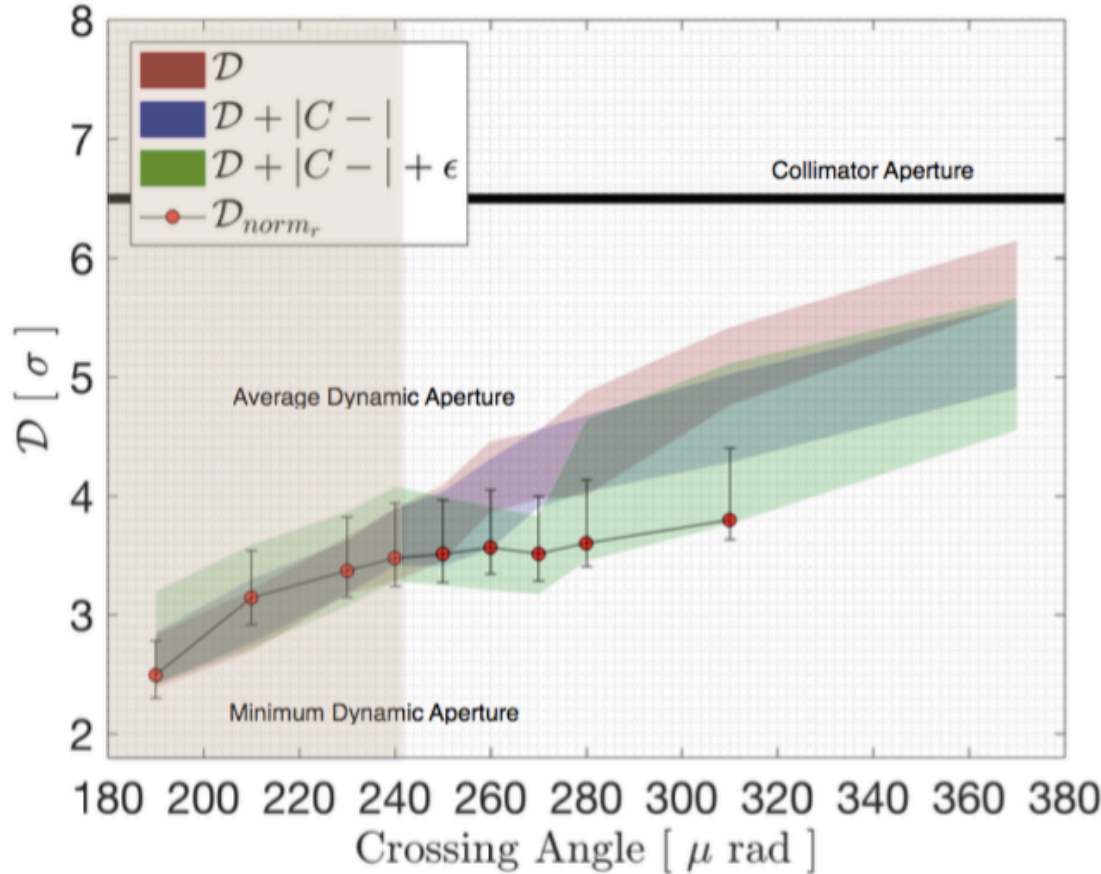 8
7
6
5
4
3
2
𝒟
𝒟 + |C − |
𝒟 + |C − | + ϵ
𝒟normᵣ
Collimator Aperture
Average Dynamic Aperture
Minimum Dynamic Aperture
𝒟 [ σ ]
180 200 220 240 260 280 300 320 340 360 380
Crossing Angle [ μ rad ]